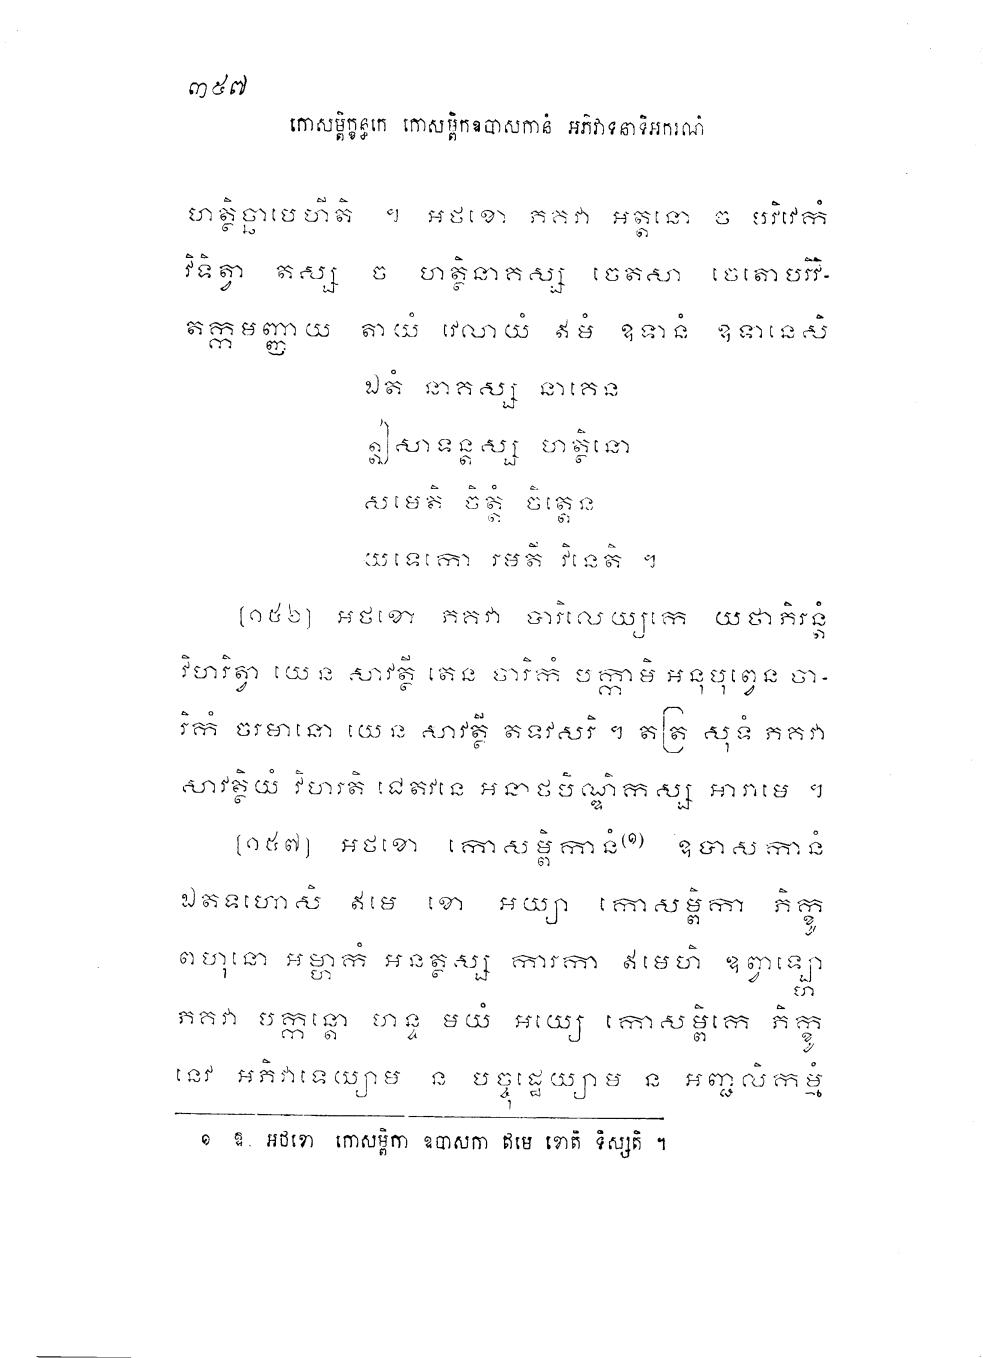 ៣៥៧
កោសម្ពិក្ខន្ធកេ កោសម្ពិកឧបាសកានំ អភិវាទនាទិអករណំ
ហត្ថិច្ឆាបេហីតិ ។ អថខោ ភគវា អត្តនោ ច បវិវេកំ
វិទិត្វា តស្ស ច ហត្ថិនាគស្ស ចេតសា ចេតោបរិវិ-
តក្កមញ្ញាយ តាយំ វេលាយំ ឥមំ ឧទានំ ឧទានេសិ
ឯតំ នាគស្ស នាគេន
ឦសាទន្តស្ស ហត្ថិនោ
សមេតិ ចិត្តំ ចិត្តេន
យទេកោ រមតី វនេតិ ។
[១៥៦] អថខោ ភគវា បារិលេយ្យកេ យថាភិរន្តំ
វិហរិត្វា យេន សាវត្ថី តេន ចារិកំ បក្កាមិ អនុបុព្វេន ចា-
រិកំ ចរមានោ យេន សាវត្ថី តទវសរិ ។ តត្រ សុទំ ភគវា
សាវត្ថិយំ វិហរតិ ជេតវនេ អនាថបិណ្ឌិកស្ស អារាមេ ។
[១៥៧] អថខោ កោសម្ពិកានំ(១) ឧបាសកានំ
ឯតទហោសិ ឥមេ ខោ អយ្យា កោសម្ពិកា ភិក្ខូ
ពហុនោ អម្ហាកំ អនត្ថស្ស ការកា ឥមេហិ ឧព្វាឡ្ហោ
ភគវា បក្កន្តោ ហន្ទ មយំ អយ្យេ កោសម្ពិកេ ភិក្ខូ
នេវ អភិវាទេយ្យាម ន បច្ចុដ្ឋេយ្យាម ន អញ្ជលិកម្មំ
១ ឱ. អថខោ កោសម្ពិកា ឧបាសកា ឥមេ ខោតិ ទិស្សតិ ។